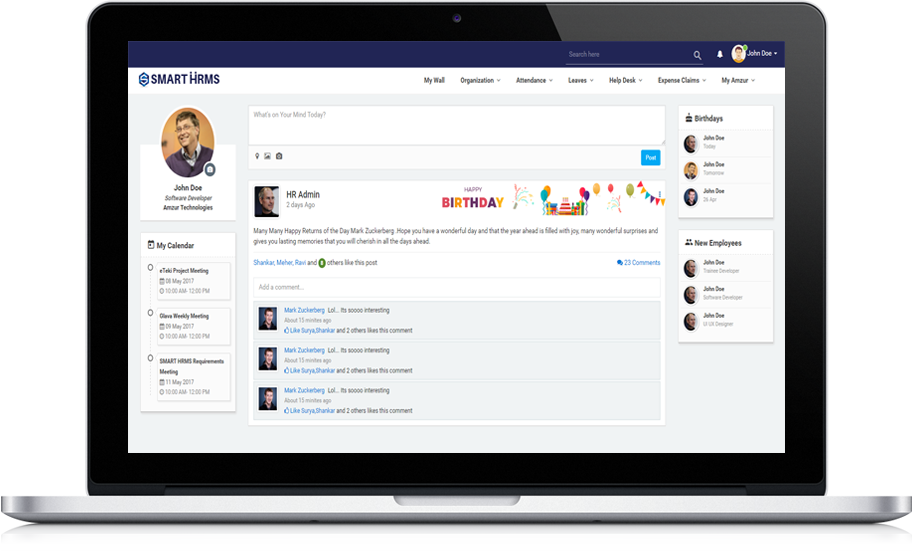 Search here
John Doe
SMART HRMS
My Wall Organization Attendance Leaves Help Desk Expense Claims My Amzur
John Doe
Software Developer
Amzur Technologies
My Calendar
eTeki Project Meeting
08 May 2017
10:00 AM- 12:00 PM
Glava Weekly Meeting
09 May 2017
10:00 AM- 12:00 PM
SMART HRMS Requirements
Meeting
11 May 2017
10:00 AM- 12:00 PM
What's on Your Mind Today?
Post
HR Admin
2 days Ago
HAPPY
BIRTHDAY
Many Many Happy Returns of the Day Mark Zuckerberg .Hope you have a wonderful day and that the year ahead is filled with joy, many wonderful surprises and
gives you lasting memories that you will cherish in all the days ahead.
Shankar, Meher, Ravi and 8 others like this post
23 Comments
Add a comment...
Mark Zuckerberg Lol... Its soooo interesting
About 15 minites ago
Like Surya,Shankar and 2 others likes this comment
Mark Zuckerberg Lol... Its soooo interesting
About 15 minites ago
Like Surya,Shankar and 2 others likes this comment
Mark Zuckerberg Lol... Its soooo interesting
About 15 minites ago
Like Surya,Shankar and 2 others likes this comment
Birthdays
John Doe
Today
John Doe
Tomorrow
John Doe
26 Apr
New Employees
John Doe
Trainee Developer
John Doe
Software Developer
John Doe
UI UX Designer